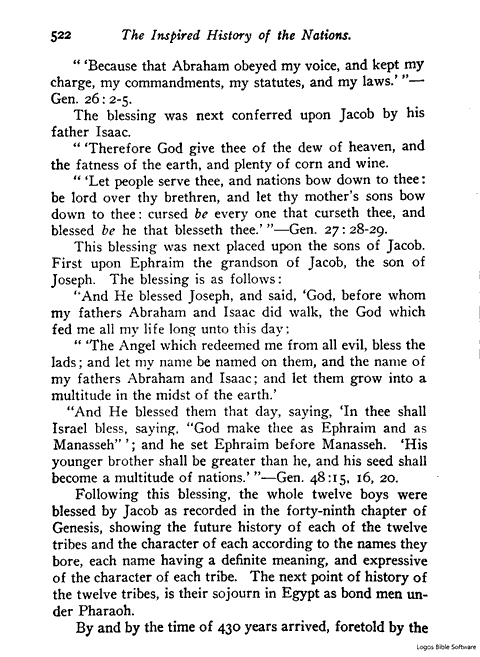 522 The Inspired History of the Nations.
“ ‘Because that Abraham obeyed my voice, and kept my
charge, my commandments, my statutes, and my laws.’ ”—
Gen. 26: 2-5.
The blessing was next conferred upon Jacob by his
father Isaac.
“ ‘Therefore God give thee of the dew of heaven, and
the fatness of the earth, and plenty of corn and wine.
“ ‘Let people serve thee, and nations bow down to thee:
be lord over thy brethren, and let thy mother’s sons bow
down to thee: cursed be every one that curseth thee, and
blessed be he that blesseth thee.’ ”—Gen. 27: 28-29.
This blessing was next placed upon the sons of Jacob.
First upon Ephraim the grandson of Jacob, the son of
Joseph. The blessing is as follows:
“And He blessed Joseph, and said, ‘God, before whom
my fathers Abraham and Isaac did walk, the God which
fed me all my life long unto this day;
“ ‘The Angel which redeemed me from all evil, bless the
lads; and let my name be named on them, and the name of
my fathers Abraham and Isaac; and let them grow into a
multitude in the midst of the earth.’
“And He blessed them that day, saying, ‘In thee shall
Israel bless, saying, “God make thee as Ephraim and as
Manasseh” ’; and he set Ephraim before Manasseh. ‘His
younger brother shall be greater than he, and his seed shall
become a multitude of nations.’ ”—Gen. 48:15, 16, 20.
Following this blessing, the whole twelve boys were
blessed by Jacob as recorded in the forty-ninth chapter of
Genesis, showing the future history of each of the twelve
tribes and the character of each according to the names they
bore, each name having a definite meaning, and expressive
of the character of each tribe. The next point of history of
the twelve tribes, is their sojourn in Egypt as bond men un-
der Pharaoh.
By and by the time of 430 years arrived, foretold by the
Logos Bible Software